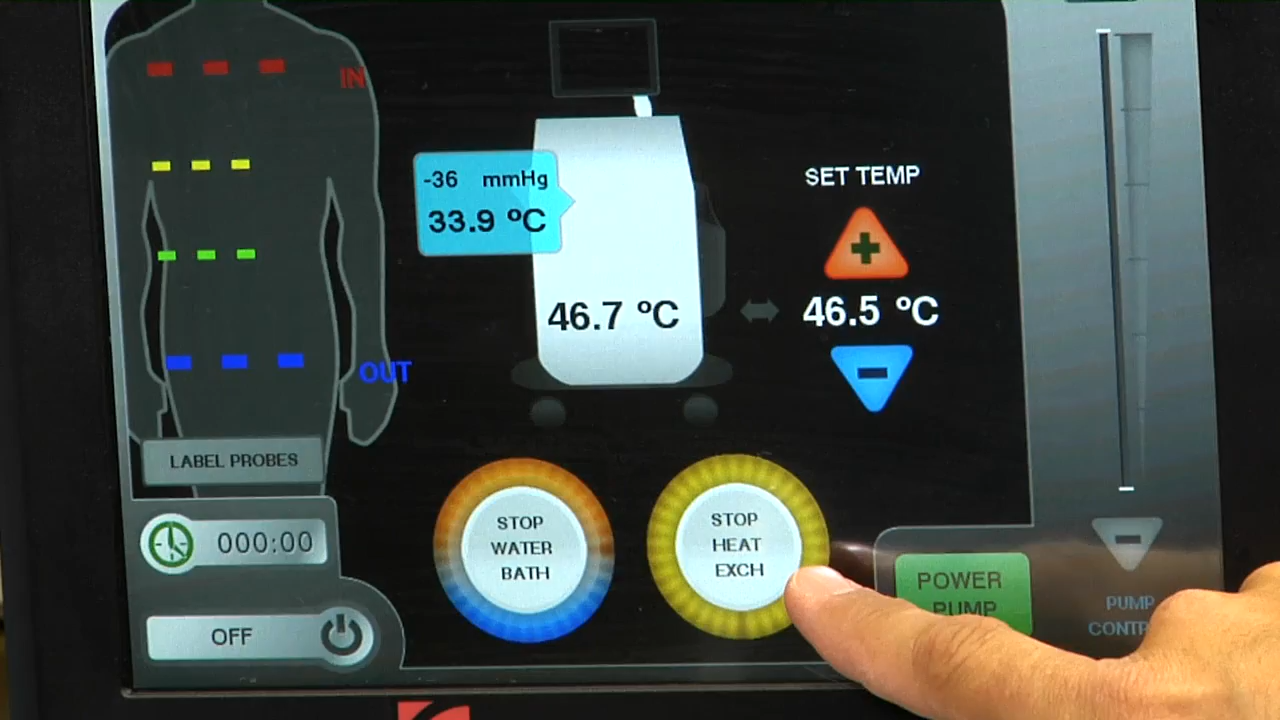 IN
-36 mmHg
33.9 ºC
SET TEMP
46.7 ºC
46.5 ºC
OUT
LABEL PROBES
000:00
OFF
STOP
WATER
BATH
STOP
HEAT
EXCH
POWER
PUMP
PUMP